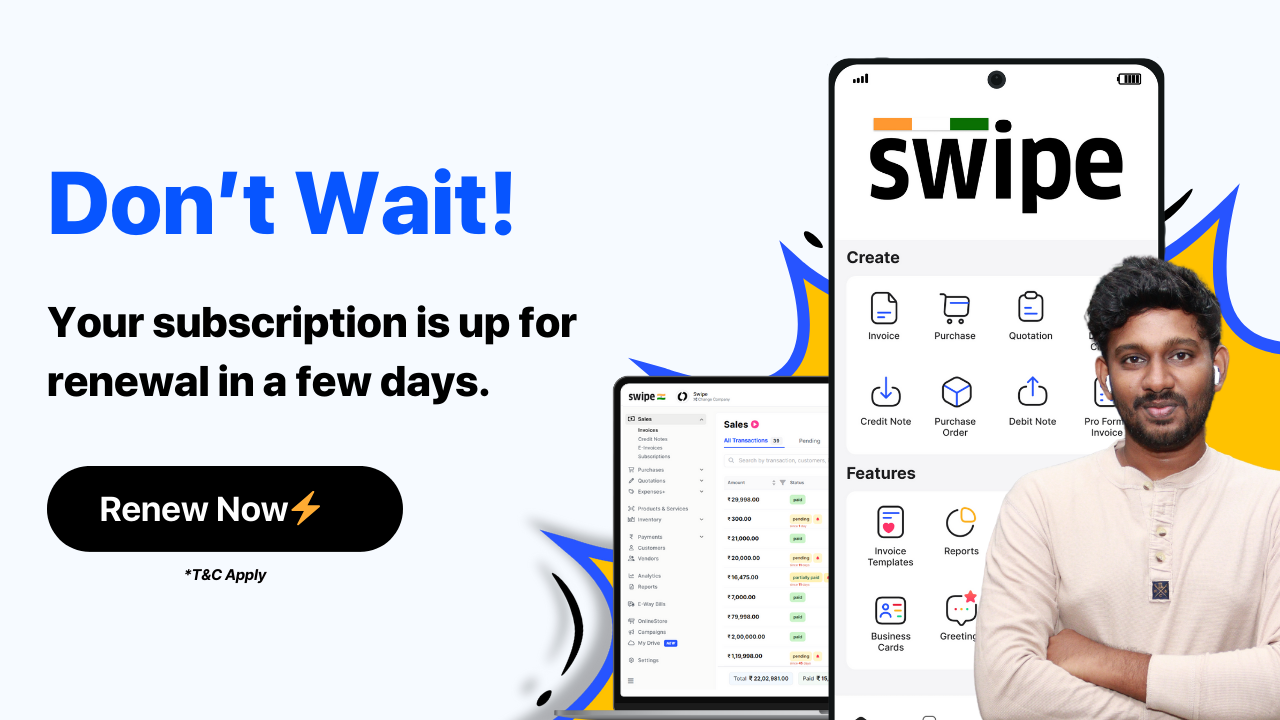 Don't Wait!
Your subscription is up for
renewal in a few days.
Renew Now⚡
*T&C Apply
swipe
Create
Invoice
Purchase
Quotation
Credit Note
Purchase
Order
Debit Note
Pro Form
Invoice
Features
Invoice
Templates
Reports
Business
Cards
Greeting
swipe
Swipe
Change Company
Sales
Invoices
Credit Notes
E-Invoices
Subscriptions
Purchases
Quotations
Expenses+
Products & Services
Inventory
Payments
Customers
Vendors
Analytics
Reports
E-Way Bills
OnlineStore
Campaigns
My Drive NEW
Settings
Sales
All Transactions 35 Pending
Search by transaction, customers,
Amount Status
₹29,998.00 paid
₹300.00 pending
₹21,000.00 paid
₹20,000.00 pending
₹16,475.00 partially paid
₹7,000.00 paid
₹79,998.00 paid
₹2,00,000.00 paid
₹1,19,998.00 pending
Total ₹22,02,981.00 Paid ₹15,